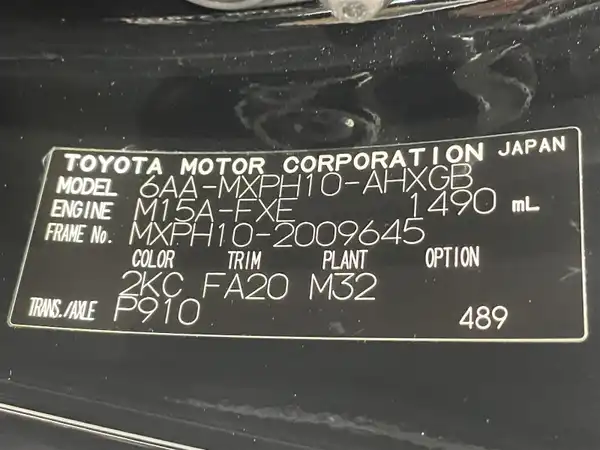 TOYOTA MOTOR CORPORATION JAPAN
MODEL 6AA-MXPH10-AHXGB
ENGINE M15A-FXE 1490 mL
FRAME No. MXPH10-2009645
COLOR TRIM PLANT OPTION
2KC FA20 M32
TRANS./AXLE P910 489